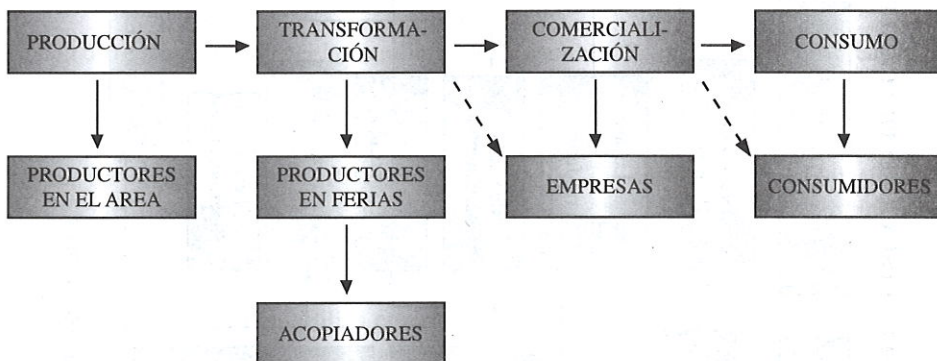 PRODUCCIÓN
TRANSFORMA-
CIÓN
COMERCIALI-
ZACIÓN
CONSUMO
PRODUCTORES
EN EL AREA
PRODUCTORES
EN FERIAS
EMPRESAS
CONSUMIDORES
ACOPIADORES